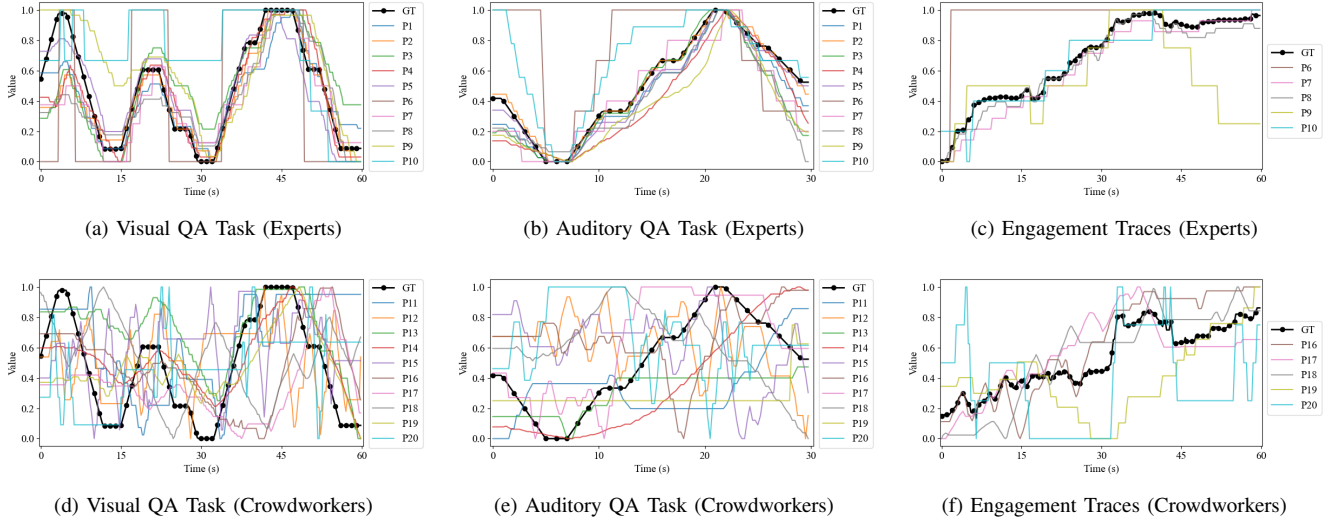 1.0
0.8
0.6
0.4
0.2
0.0
Value
0
15
30
45
60
Time (s)
GT
P1
P2
P3
P4
P5
P6
P7
P8
P9
P10
(a) Visual QA Task (Experts)
1.0
0.8
0.6
0.4
0.2
0.0
Value
0
10
20
30
Time (s)
GT
P1
P2
P3
P4
P5
P6
P7
P8
P9
P10
(b) Auditory QA Task (Experts)
1.0
0.8
0.6
0.4
0.2
0.0
Value
0
15
30
45
60
Time (s)
GT
P6
P7
P8
P9
P10
(c) Engagement Traces (Experts)
1.0
0.8
0.6
0.4
0.2
0.0
Value
0
15
30
45
60
Time (s)
GT
P11
P12
P13
P14
P15
P16
P17
P18
P19
P20
(d) Visual QA Task (Crowdworkers)
1.0
0.8
0.6
0.4
0.2
0.0
Value
0
10
20
30
Time (s)
GT
P11
P12
P13
P14
P15
P16
P17
P18
P19
P20
(e) Auditory QA Task (Crowdworkers)
1.0
0.8
0.6
0.4
0.2
0.0
Value
0
15
30
45
60
Time (s)
GT
P16
P17
P18
P19
P20
(f) Engagement Traces (Crowdworkers)